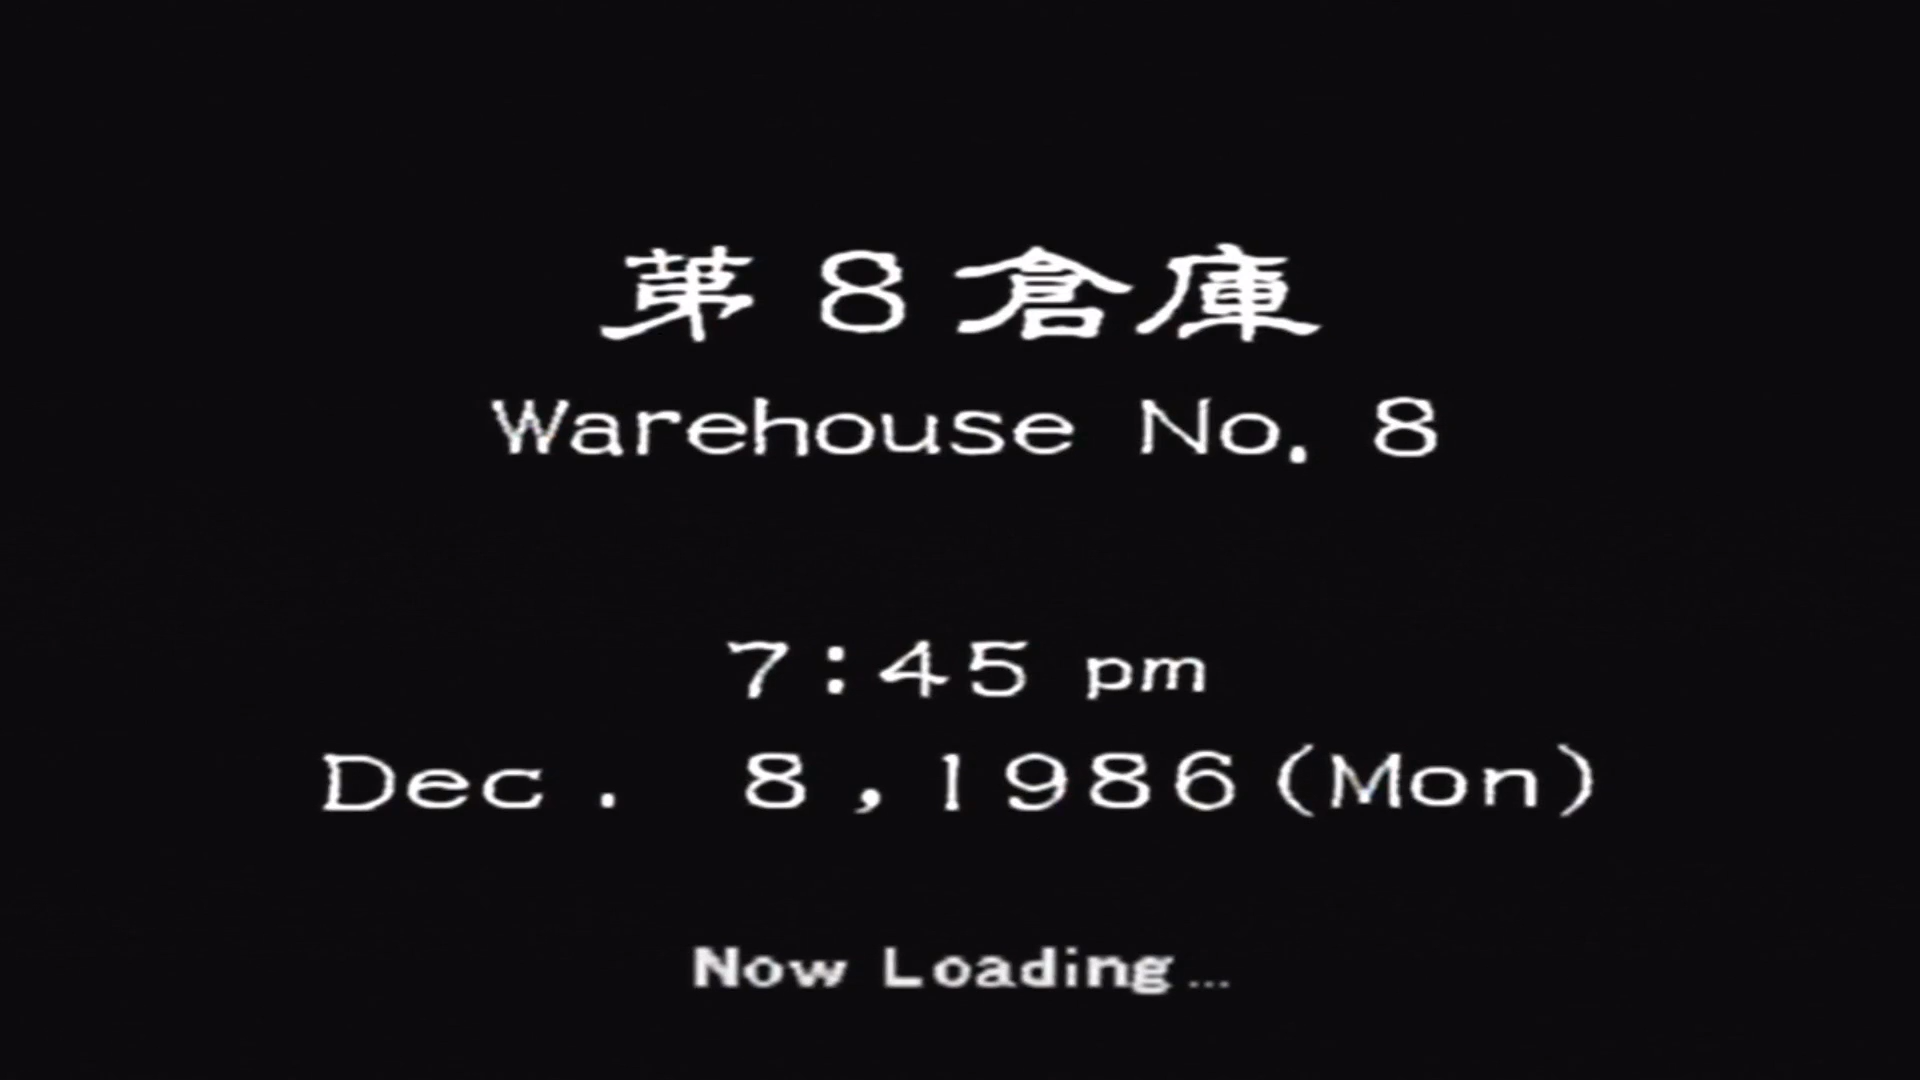 第8倉庫
Warehouse No. 8
7:45 pm
Dec. 8,1986(Mon)
Now Loading...